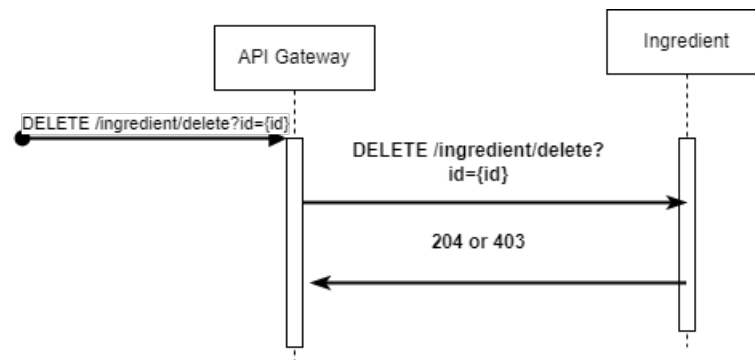 API Gateway
Ingredient
DELETE /ingredient/delete?id={id}
DELETE /ingredient/delete?
id={id}
204 or 403